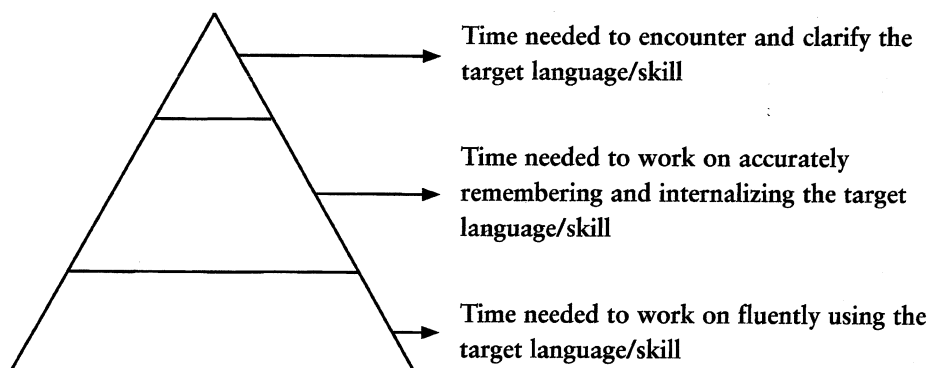 Time needed to encounter and clarify the
target language/skill
Time needed to work on accurately
remembering and internalizing the target
language/skill
Time needed to work on fluently using the
target language/skill